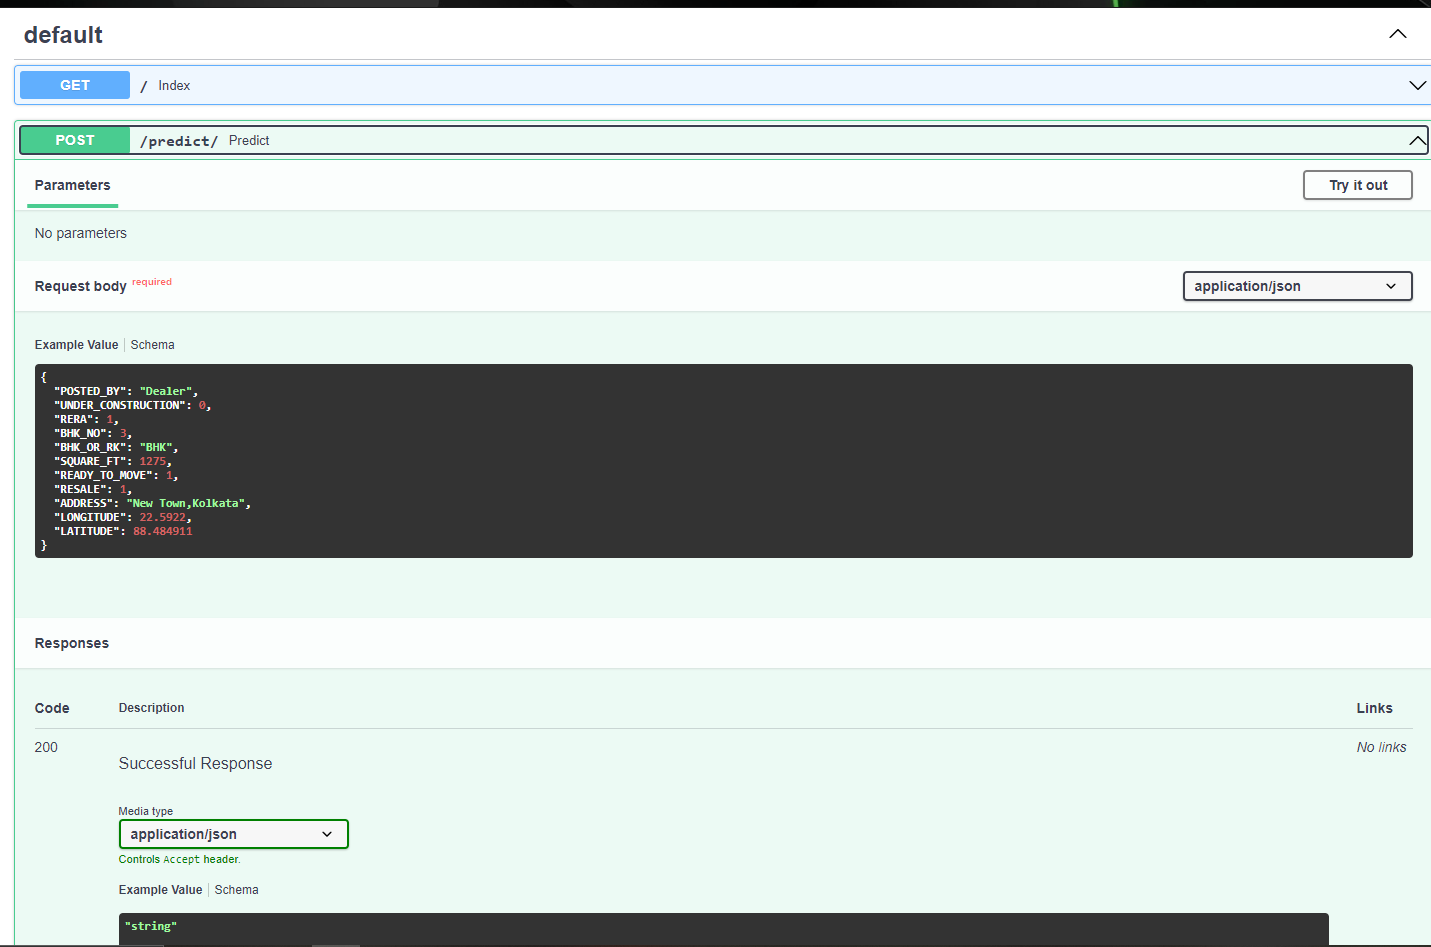 default
GET / Index
POST /predict/ Predict
Parameters
Try it out
No parameters
Request body required
application/json
Example Value | Schema
{
"POSTED_BY": "Dealer",
"UNDER_CONSTRUCTION": 0,
"RERA": 1,
"BHK_NO": 3,
"BHK_OR_RK": "BHK",
"SQUARE_FT": 1275,
"READY_TO_MOVE": 1,
"RESALE": 1,
"ADDRESS": "New Town,Kolkata",
"LONGITUDE": 22.5922,
"LATITUDE": 88.484911
}
Responses
Code Description Links
200 Successful Response No links
Media type
application/json
Controls Accept header.
Example Value | Schema
"string"